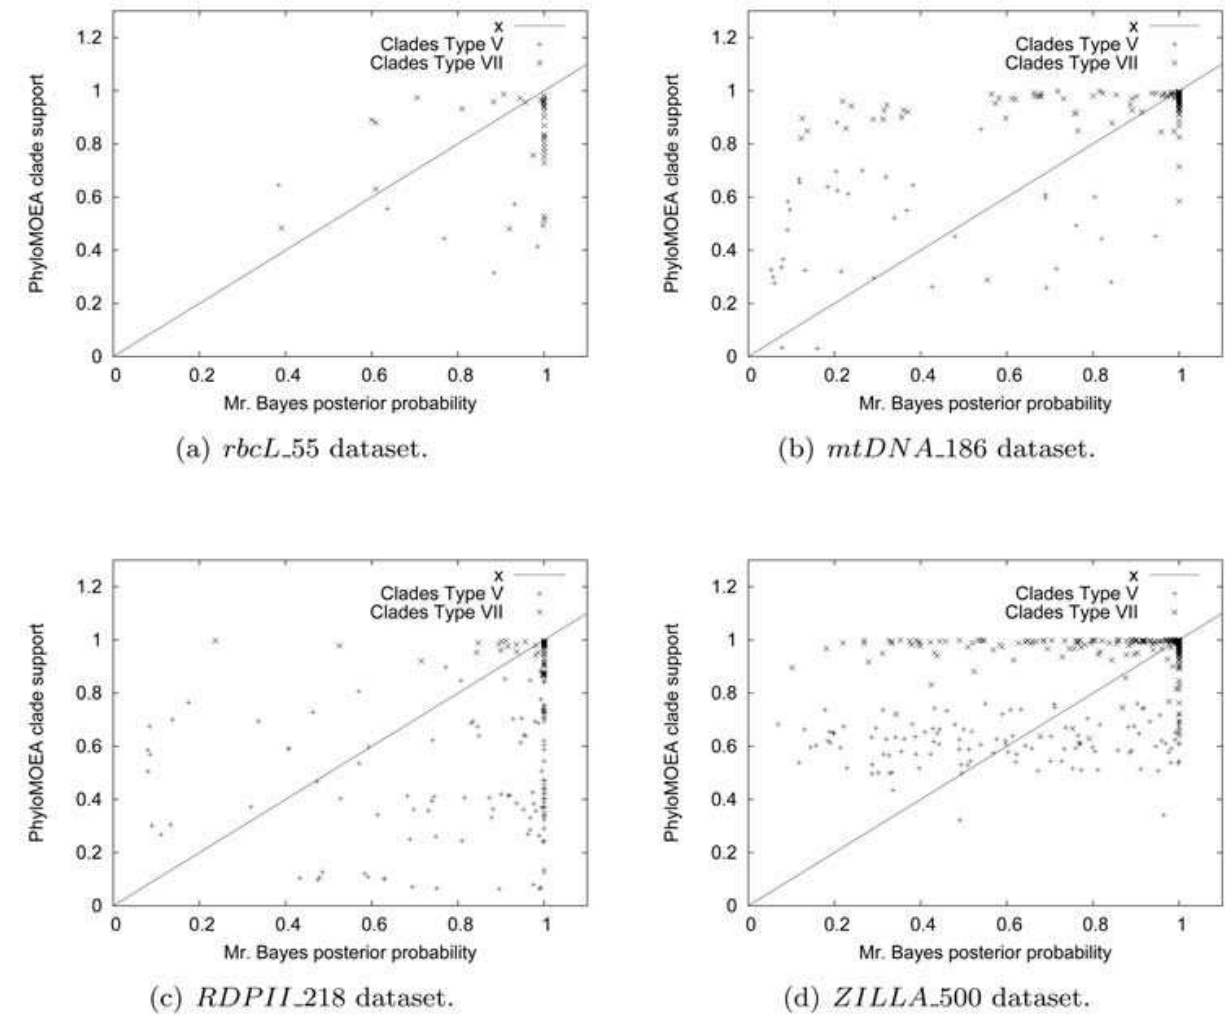 1.2
1
0.8
0.6
0.4
0.2
0
PhyloMOEA clade support
x
Clades Type V
Clades Type VII
0 0.2 0.4 0.6 0.8 1
Mr. Bayes posterior probability
(a) rbcL_55 dataset.
1.2
1
0.8
0.6
0.4
0.2
0
PhyloMOEA clade support
x
Clades Type V
Clades Type VII
0 0.2 0.4 0.6 0.8 1
Mr. Bayes posterior probability
(b) mtDNA_186 dataset.
1.2
1
0.8
0.6
0.4
0.2
0
PhyloMOEA clade support
x
Clades Type V
Clades Type VII
0 0.2 0.4 0.6 0.8 1
Mr. Bayes posterior probability
(c) RDPII_218 dataset.
1.2
1
0.8
0.6
0.4
0.2
0
PhyloMOEA clade support
x
Clades Type V
Clades Type VII
0 0.2 0.4 0.6 0.8 1
Mr. Bayes posterior probability
(d) ZILLA_500 dataset.